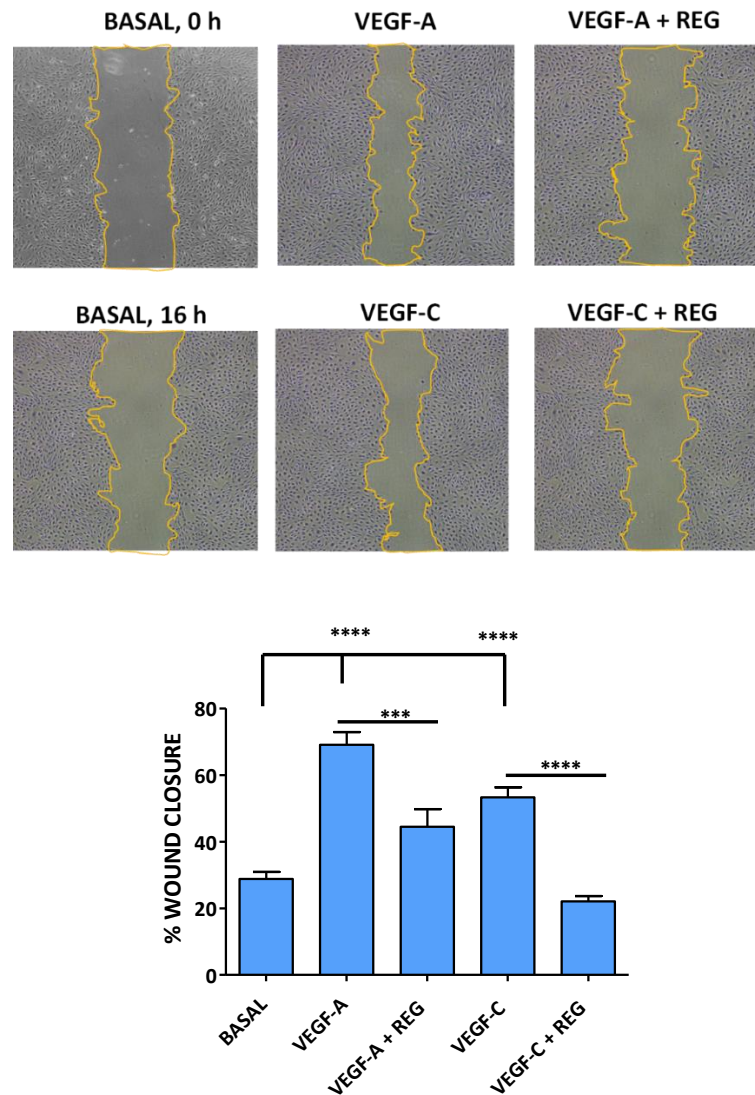 BASAL, 0 h
VEGF-A
VEGF-A + REG
BASAL, 16 h
VEGF-C
VEGF-C + REG
****
****
***
****
80
60
40
20
0
% WOUND CLOSURE
BASAL
VEGF-A
VEGF-A + REG
VEGF-C
VEGF-C + REG